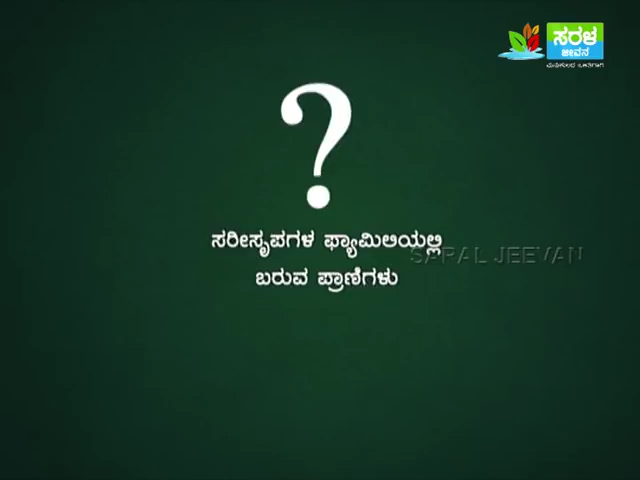 ಸರಳ
ಜೀವನ
?
ಸರೀಸೃಪಗಳ ಫ್ಯಾಮಿಲಿಯಲ್ಲಿ
ಬರುವ ಪ್ರಾಣಿಗಳು
SARAL JEEVAN